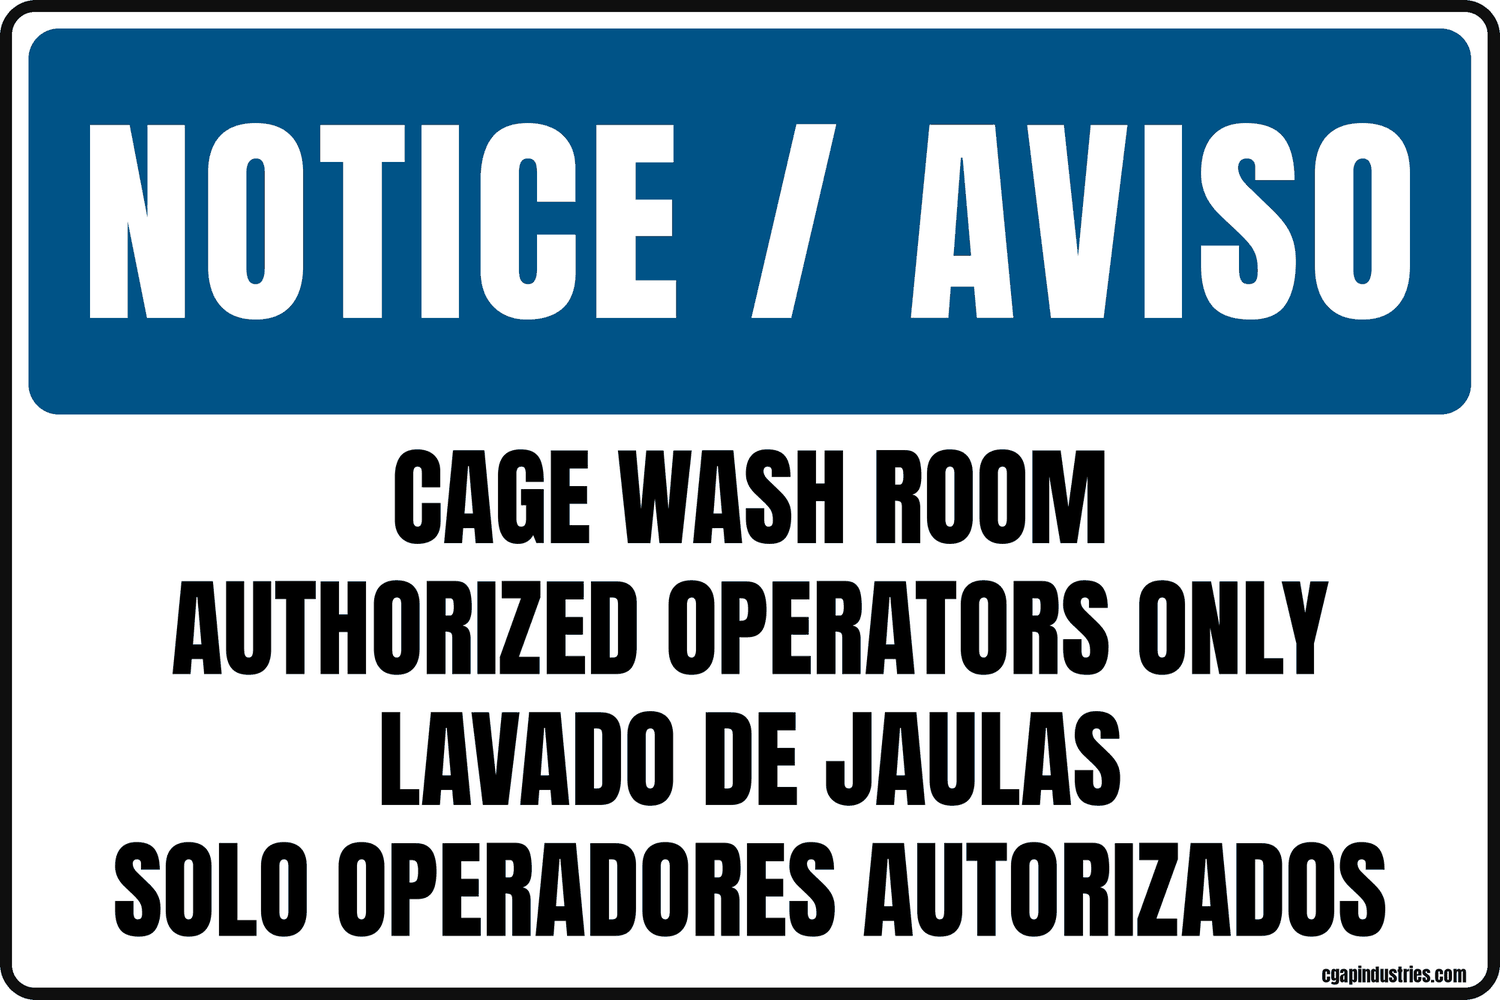 NOTICE / AVISO
CAGE WASH ROOM
AUTHORIZED OPERATORS ONLY
LAVADO DE JAULAS
SOLO OPERADORES AUTORIZADOS
cgapindustries.com